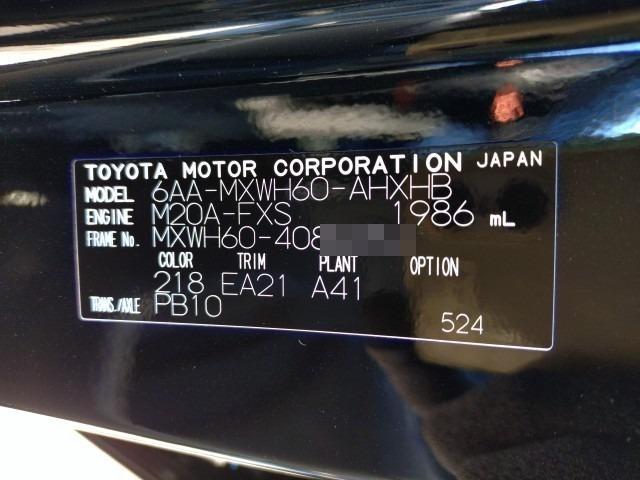 TOYOTA MOTOR CORPORATION JAPAN
MODEL 6AA-MXWH60-AHXHB
ENGINE M20A-FXS 1986 mL
FRAME No. MXWH60-408
COLOR TRIM PLANT OPTION
218 EA21 A41
TRANS./AXLE PB10
524